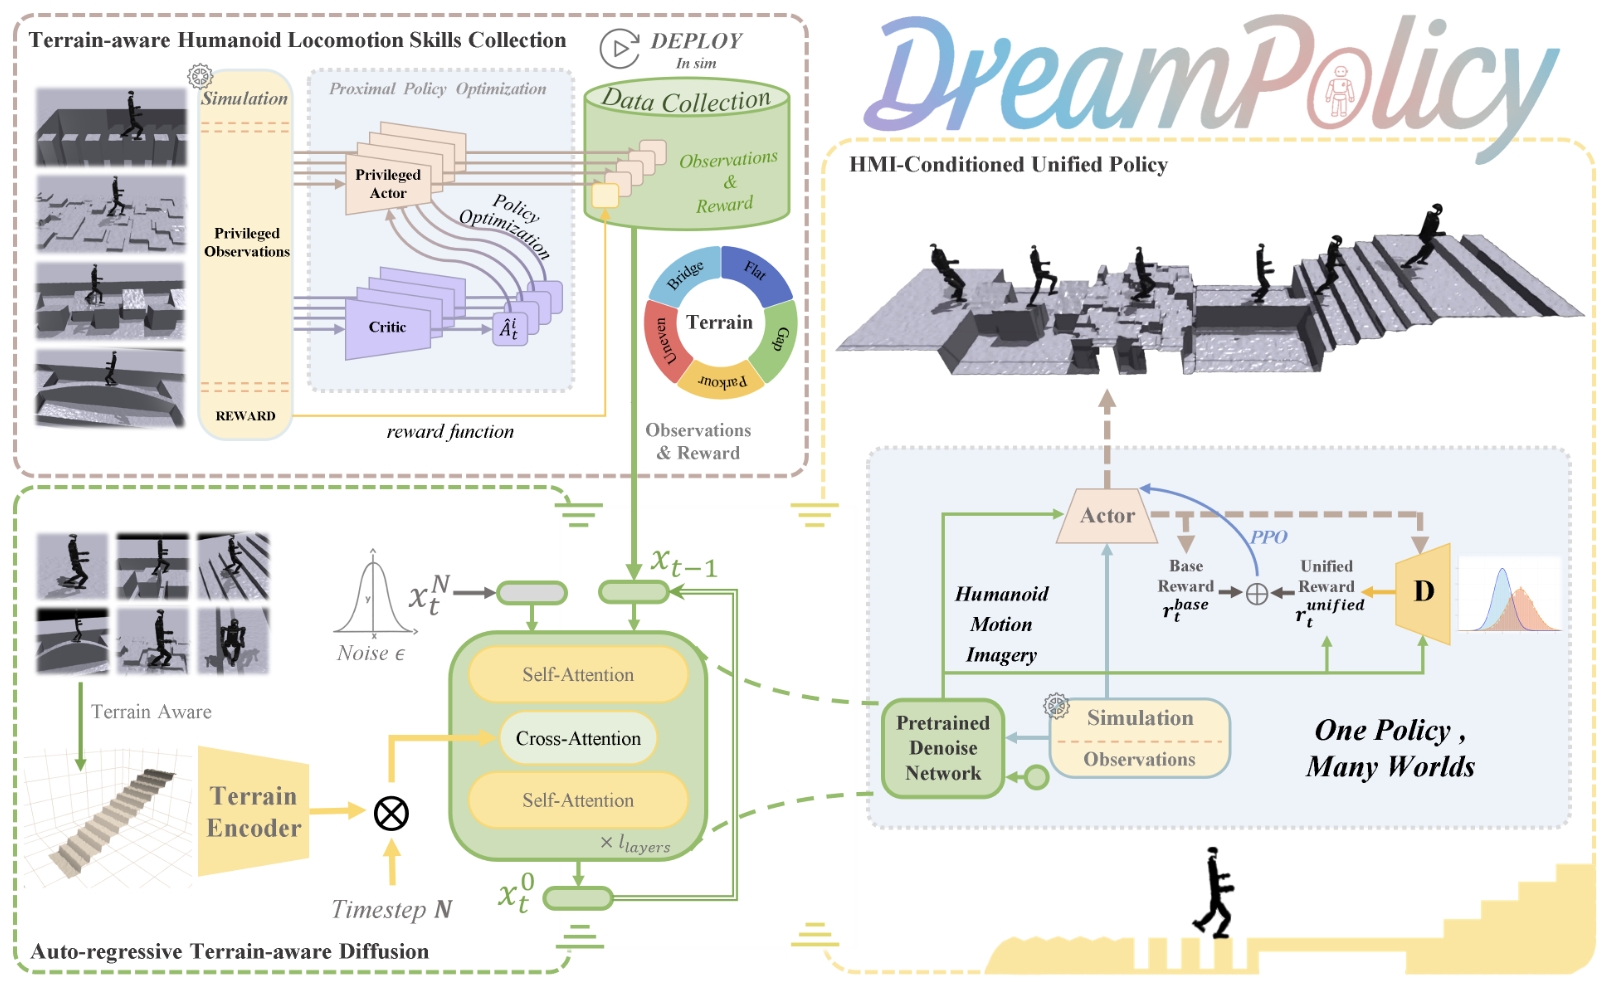 DreamPolicy
Terrain-aware Humanoid Locomotion Skills Collection
DEPLOY
In sim
Simulation
Privileged
Observations
REWARD
Proximal Policy Optimization
Privileged
Actor
Policy
Optimization
Critic
Â_t^i
reward function
Data Collection
Observations
&
Reward
Bridge
Flat
Gap
Parkour
Uneven
Terrain
Observations
& Reward
Terrain Aware
Terrain
Encoder
Timestep N
Noise ϵ
y
x
x_t^N
x_{t-1}
Self-Attention
Cross-Attention
Self-Attention
× l_{layers}
x_t^0
Auto-regressive Terrain-aware Diffusion
HMI-Conditioned Unified Policy
Actor
PPO
Base
Reward
r_t^{base}
Unified
Reward
r_t^{unified}
D
Humanoid
Motion
Imagery
Pretrained
Denoise
Network
Simulation
Observations
One Policy ,
Many Worlds